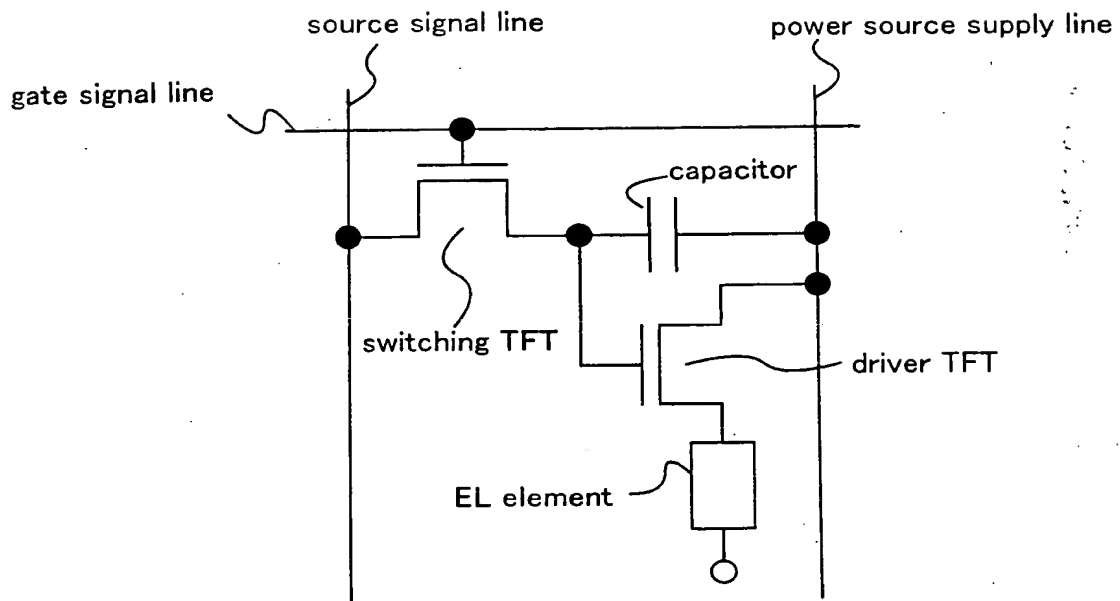 source signal line
power source supply line
gate signal line
capacitor
switching TFT
driver TFT
EL element